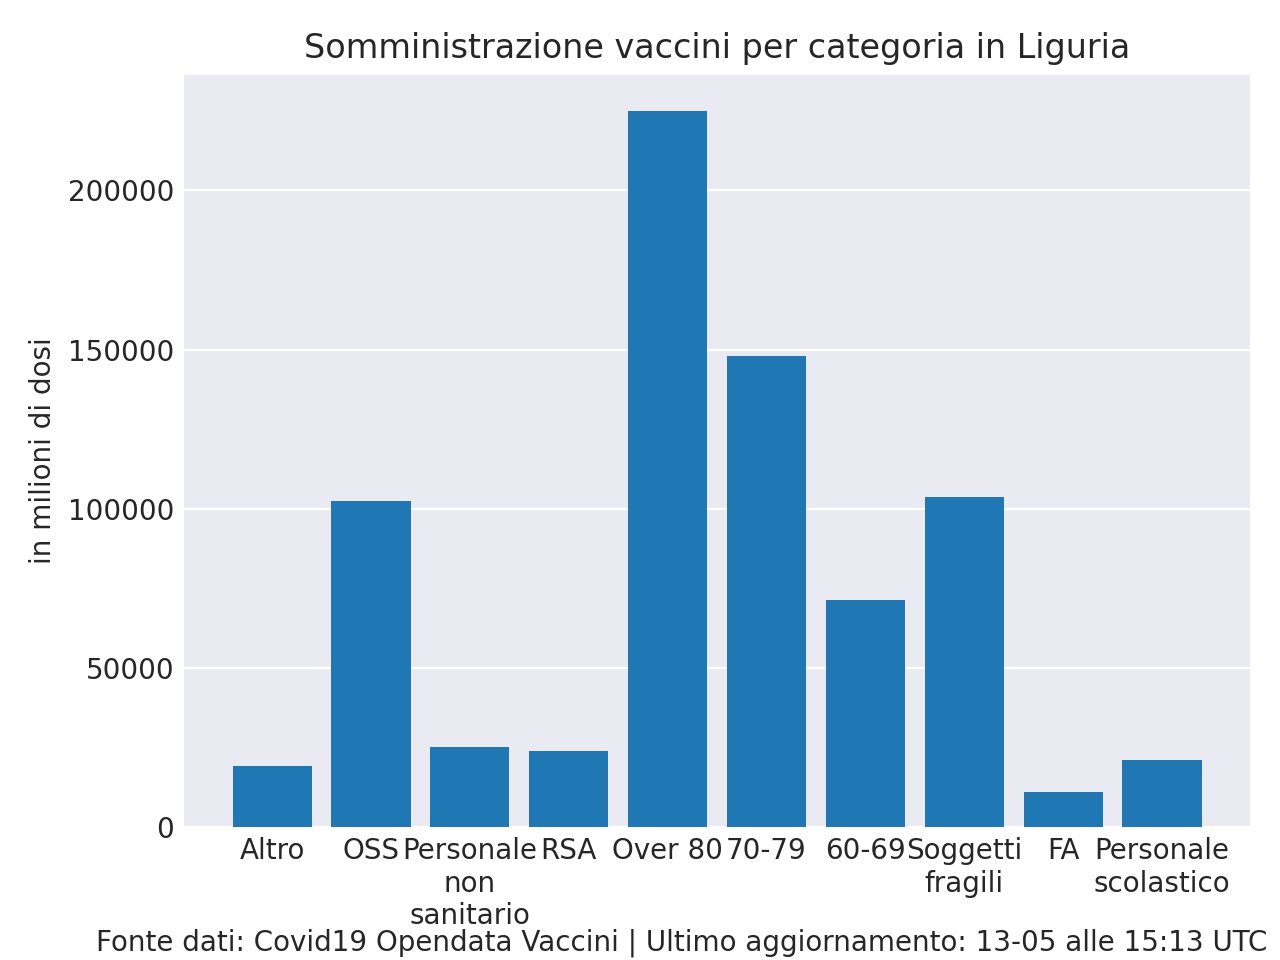 Somministrazione vaccini per categoria in Liguria
in milioni di dosi
200000
150000
100000
50000
0
Altro
OSS
Personale
non
sanitario
RSA
Over 80
70-79
60-69
Soggetti
fragili
FA
Personale
scolastico
Fonte dati: Covid19 Opendata Vaccini | Ultimo aggiornamento: 13-05 alle 15:13 UTC